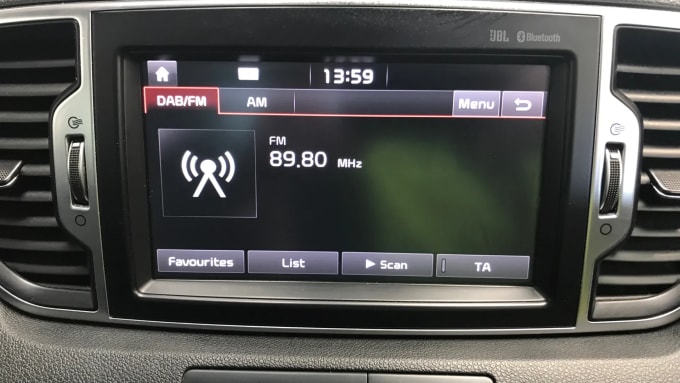 JBL Bluetooth
13:59
DAB/FM AM Menu
FM
89.80 MHz
Favourites List Scan TA